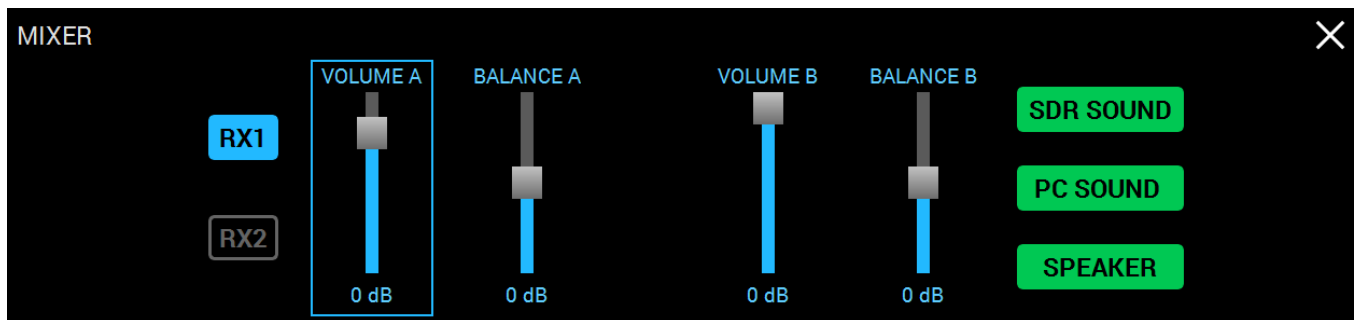 MIXER
VOLUME A
BALANCE A
VOLUME B
BALANCE B
RX1
RX2
0 dB
0 dB
0 dB
0 dB
SDR SOUND
PC SOUND
SPEAKER